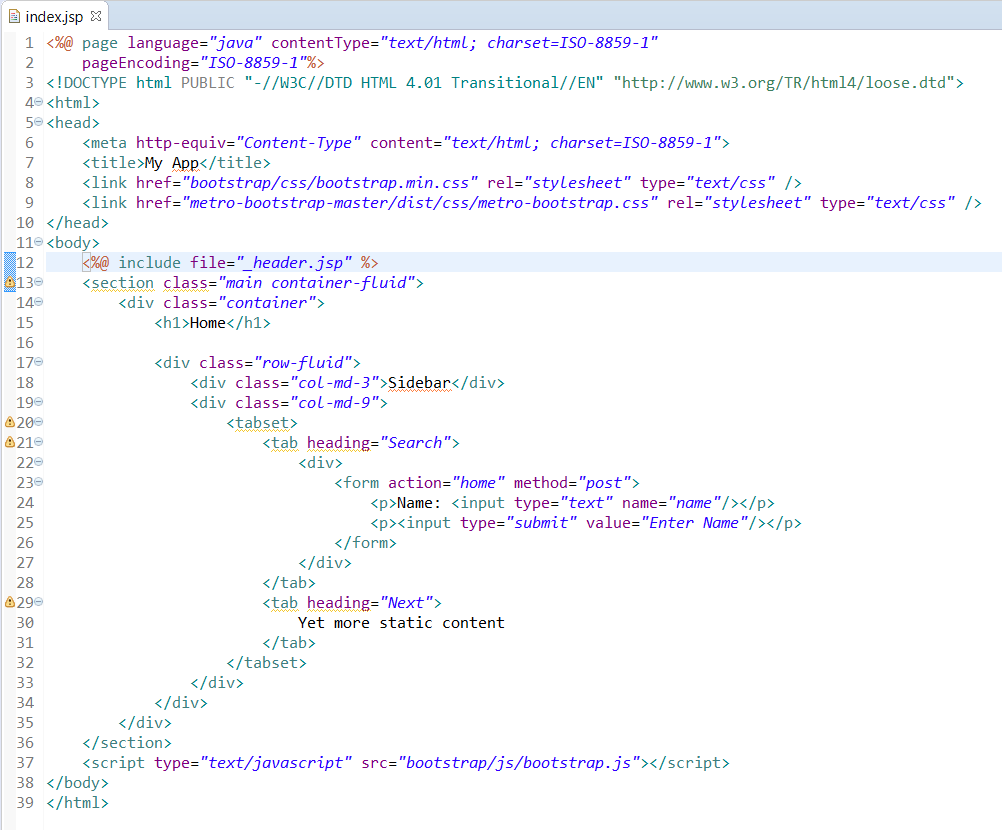 index.jsp
1 <%@ page language="java" contentType="text/html; charset=ISO-8859-1"
2     pageEncoding="ISO-8859-1"%>
3 <!DOCTYPE html PUBLIC "-//W3C//DTD HTML 4.01 Transitional//EN" "http://www.w3.org/TR/html4/loose.dtd">
4 <html>
5 <head>
6     <meta http-equiv="Content-Type" content="text/html; charset=ISO-8859-1">
7     <title>My App</title>
8     <link href="bootstrap/css/bootstrap.min.css" rel="stylesheet" type="text/css" />
9     <link href="metro-bootstrap-master/dist/css/metro-bootstrap.css" rel="stylesheet" type="text/css" />
10 </head>
11 <body>
12     <%@ include file="_header.jsp" %>
13     <section class="main container-fluid">
14         <div class="container">
15             <h1>Home</h1>
16
17             <div class="row-fluid">
18                 <div class="col-md-3">Sidebar</div>
19                 <div class="col-md-9">
20                     <tabset>
21                         <tab heading="Search">
22                             <div>
23                                 <form action="home" method="post">
24                                     <p>Name: <input type="text" name="name"/></p>
25                                     <p><input type="submit" value="Enter Name"/></p>
26                                 </form>
27                             </div>
28                         </tab>
29                         <tab heading="Next">
30                             Yet more static content
31                         </tab>
32                     </tabset>
33                 </div>
34             </div>
35         </div>
36     </section>
37     <script type="text/javascript" src="bootstrap/js/bootstrap.js"></script>
38 </body>
39 </html>